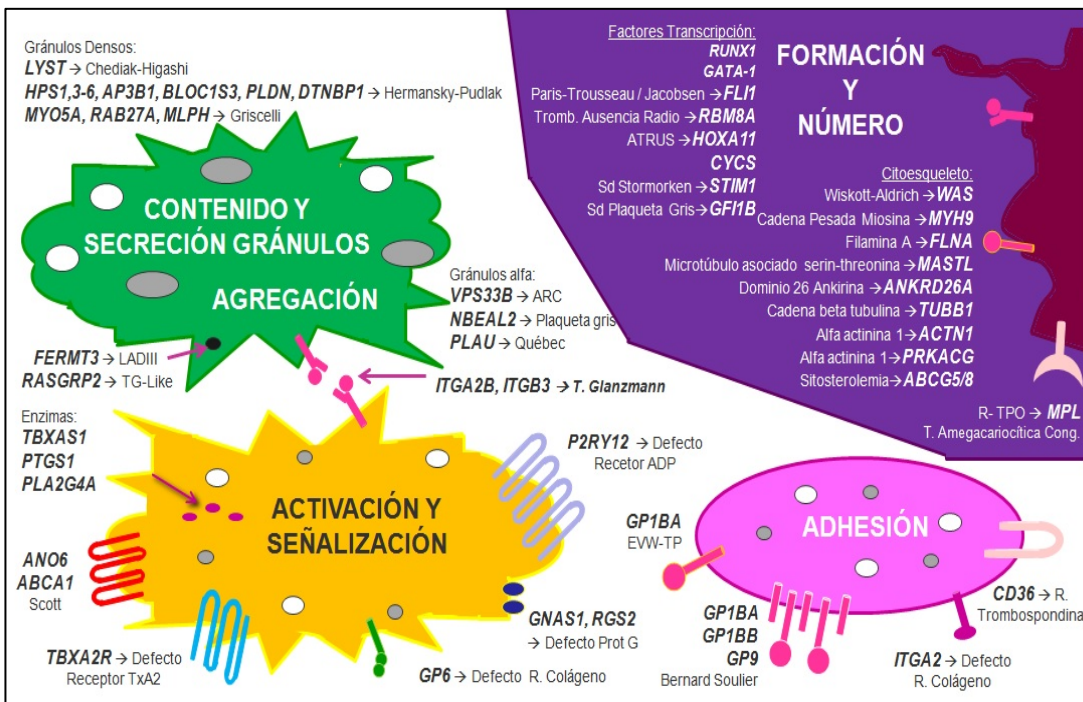 Gránulos Densos:
LYST → Chediak-Higashi
HPS1,3-6, AP3B1, BLOC1S3, PLDN, DTNBP1 → Hermansky-Pudlak
MYO5A, RAB27A, MLPH → Griscelli
CONTENIDO Y
SECRECIÓN GRÁNULOS
AGREGACIÓN
Gránulos alfa:
VPS33B → ARC
NBEAL2 → Plaqueta gris
PLAU → Québec
FERMT3 → LADIII
RASGRP2 → TG-Like
ITGA2B, ITGB3 → T. Glanzmann
Factores Transcripción:
RUNX1
GATA-1
Paris-Trousseau / Jacobsen → FLI1
Tromb. Ausencia Radio → RBM8A
ATRUS → HOXA11
CYCS
Sd Stormorken → STIM1
Sd Plaqueta Gris → GFI1B
FORMACIÓN
Y
NÚMERO
Citoesqueleto:
Wiskott-Aldrich → WAS
Cadena Pesada Miosina → MYH9
Filamina A → FLNA
Microtúbulo asociado serin-threonina → MASTL
Dominio 26 Ankirina → ANKRD26A
Cadena beta tubulina → TUBB1
Alfa actinina 1 → ACTN1
Alfa actinina 1 → PRKACG
Sitosterolemia → ABCG5/8
R- TPO → MPL
T. Amegacariocítica Cong.
Enzimas:
TBXAS1
PTGS1
PLA2G4A
ACTIVACIÓN Y
SEÑALIZACIÓN
P2RY12 → Defecto
Recetor ADP
ANO6
ABCA1
Scott
TBXA2R → Defecto
Receptor TxA2
GP6 → Defecto R. Colágeno
GNAS1, RGS2
→ Defecto Prot G
ADHESIÓN
GP1BA
EVW-TP
GP1BA
GP1BB
GP9
Bernard Soulier
CD36 → R.
Trombospondina
ITGA2 → Defecto
R. Colágeno